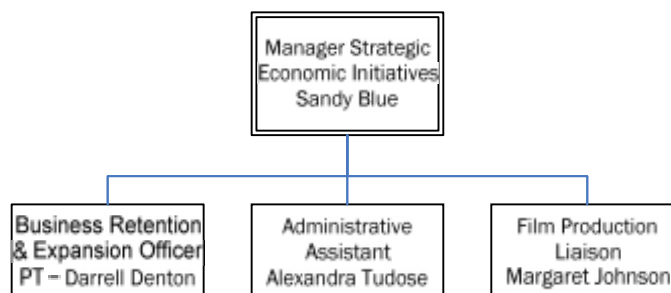 Manager Strategic
Economic Initiatives
Sandy Blue
Business Retention
& Expansion Officer
PT – Darrell Denton
Administrative
Assistant
Alexandra Tudose
Film Production
Liaison
Margaret Johnson